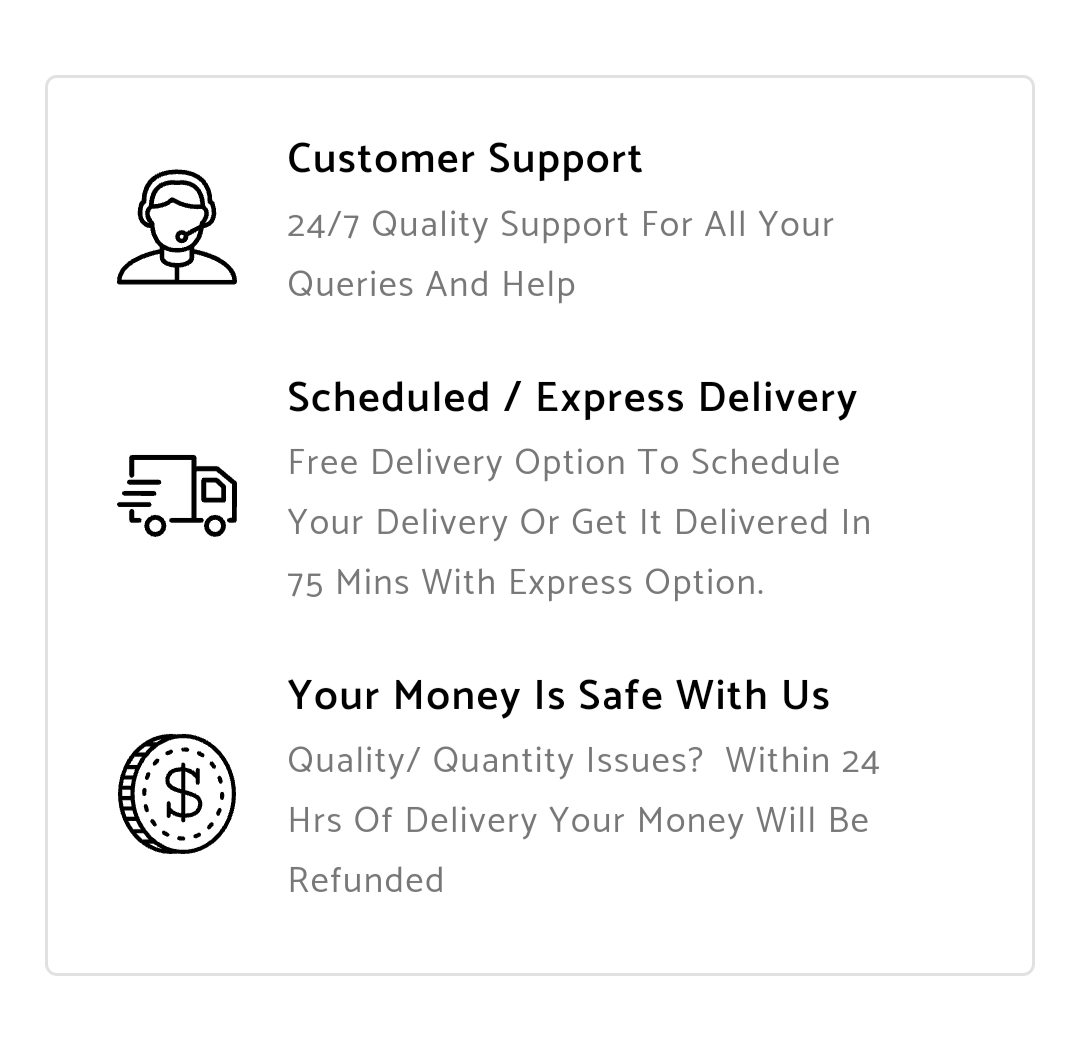 Customer Support
24/7 Quality Support For All Your
Queries And Help
Scheduled / Express Delivery
Free Delivery Option To Schedule
Your Delivery Or Get It Delivered In
75 Mins With Express Option.
Your Money Is Safe With Us
Quality/ Quantity Issues?  Within 24
Hrs Of Delivery Your Money Will Be
Refunded
$